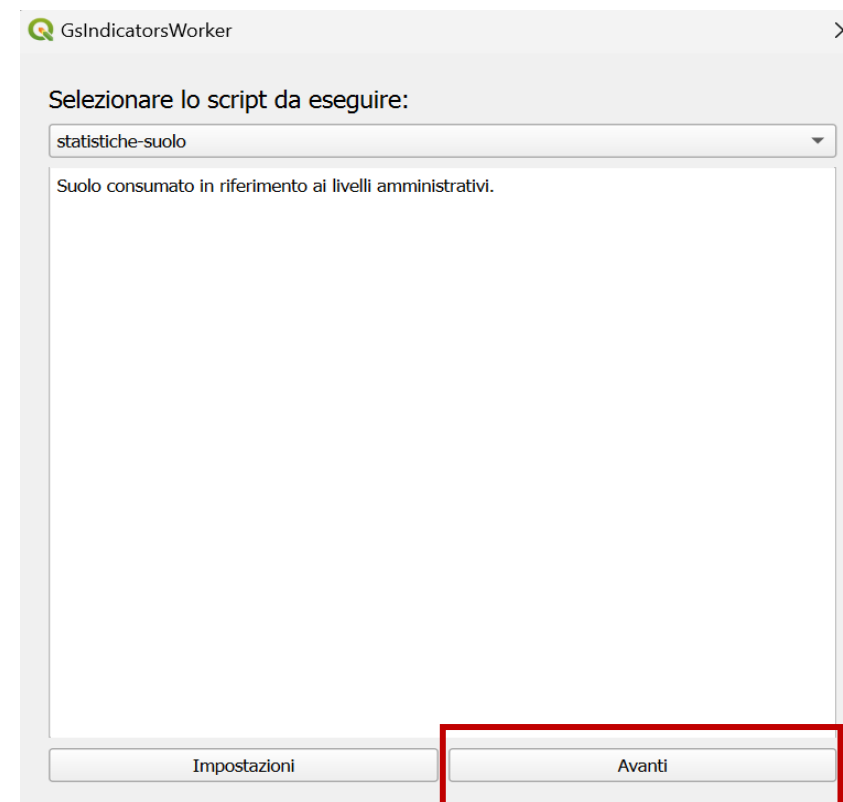 GsIndicatorsWorker
Selezionare lo script da eseguire:
statistiche-suolo
Suolo consumato in riferimento ai livelli amministrativi.
Impostazioni
Avanti